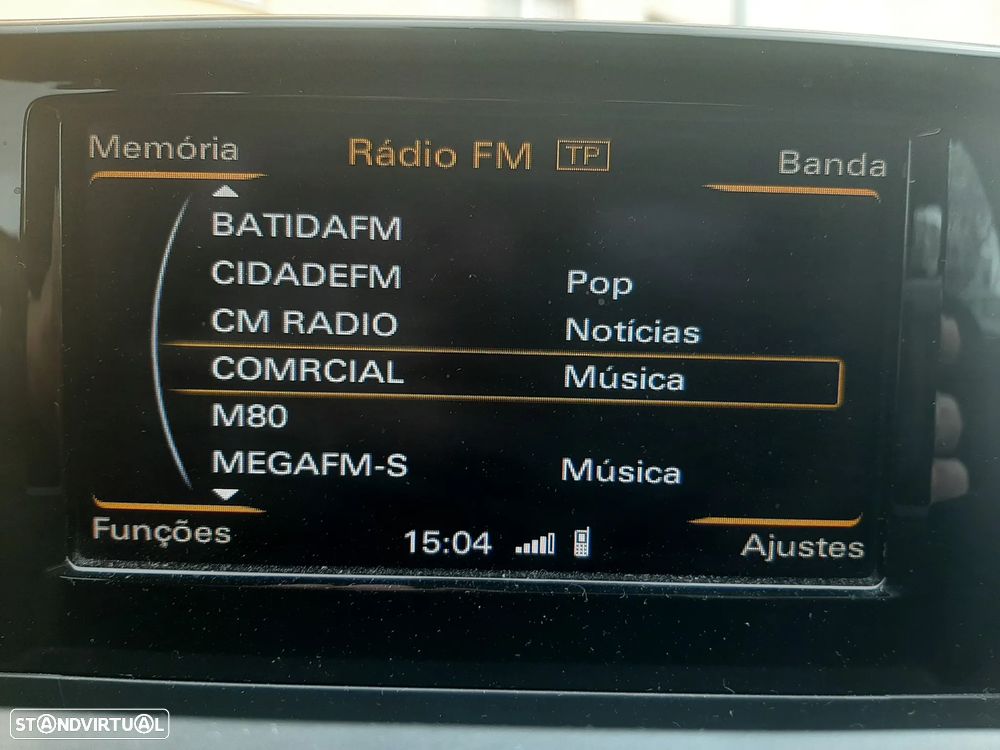 Memória Rádio FM TP Banda
BATIDAFM
CIDADEFM Pop
CM RADIO Notícias
COMRCIAL Música
M80
MEGAFM-S Música
Funções 15:04 Ajustes
STANDVIRTUAL